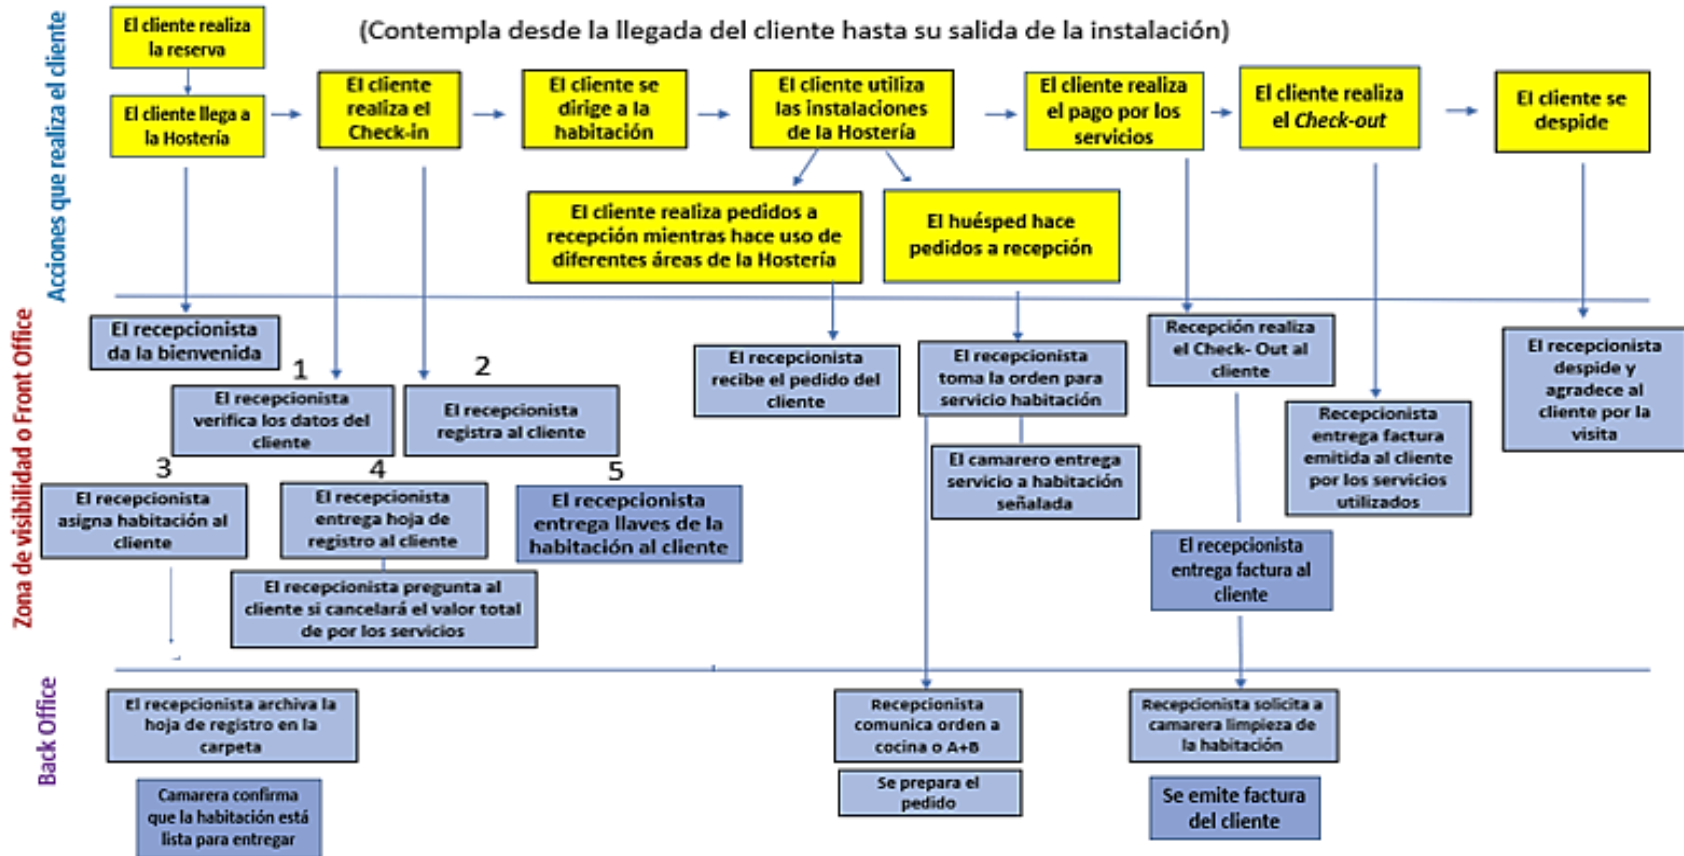 El cliente realiza
la reserva
(Contempla desde la llegada del cliente hasta su salida de la instalación)
Acciones que realiza el cliente
El cliente llega a
la Hostería
El cliente
realiza el
Check-in
El cliente se
dirige a la
habitación
El cliente utiliza
las instalaciones
de la Hostería
El cliente realiza
el pago por los
servicios
El cliente realiza
el Check-out
El cliente se
despide
El cliente realiza pedidos a
recepción mientras hace uso de
diferentes áreas de la Hostería
El huésped hace
pedidos a recepción
Zona de visibilidad o Front Office
El recepcionista
da la bienvenida
1
El recepcionista
verifica los datos del
cliente
2
El recepcionista
registra al cliente
3
El recepcionista
asigna habitación al
cliente
4
El recepcionista
entrega hoja de
registro al cliente
5
El recepcionista
entrega llaves de la
habitación al cliente
El recepcionista pregunta al
cliente si cancelará el valor total
de por los servicios
El recepcionista
recibe el pedido del
cliente
El recepcionista
toma la orden para
servicio habitación
El camarero entrega
servicio a habitación
señalada
Recepción realiza
el Check- Out al
cliente
El recepcionista
entrega factura al
cliente
Recepcionista
entrega factura
emitida al cliente
por los servicios
utilizados
El recepcionista
despide y
agradece al
cliente por la
visita
Back Office
El recepcionista archiva la
hoja de registro en la
carpeta
Camarera confirma
que la habitación está
lista para entregar
Recepcionista
comunica orden a
cocina o A+B
Se prepara el
pedido
Recepcionista solicita a
camarera limpieza de
la habitación
Se emite factura
del cliente